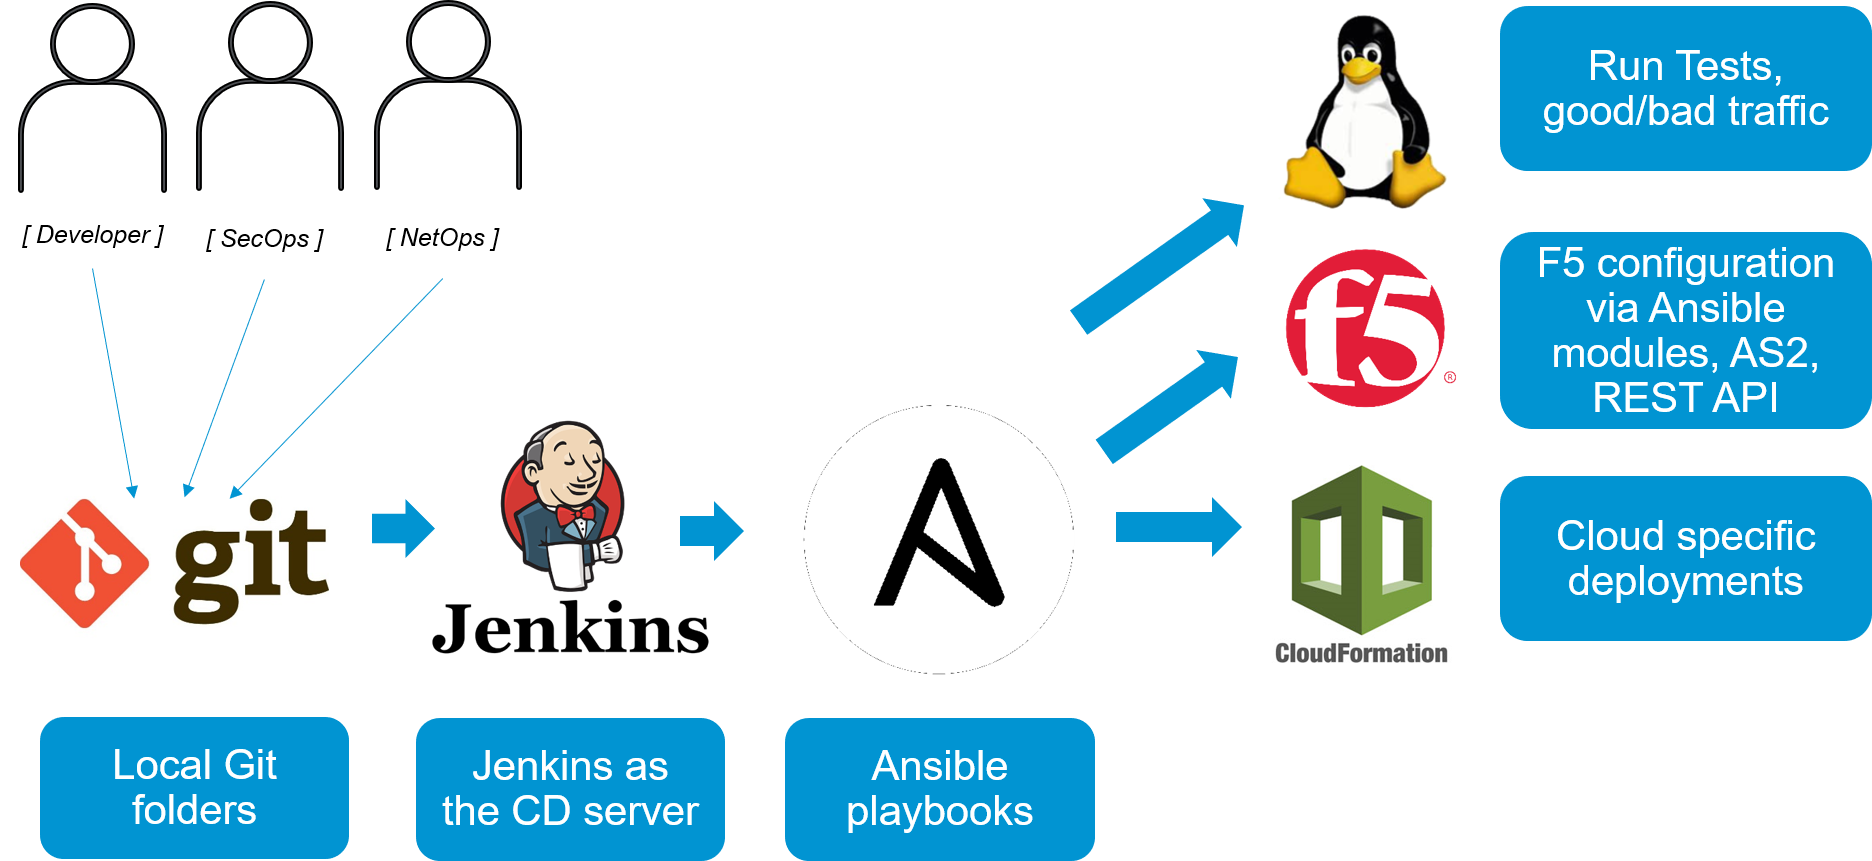 Run Tests,
good/bad traffic
[ Developer ]
[ SecOps ]
[ NetOps ]
f5
®
F5 configuration
via Ansible
modules, AS2,
REST API
git
Jenkins
CloudFormation
Cloud specific
deployments
Local Git
folders
Jenkins as
the CD server
Ansible
playbooks